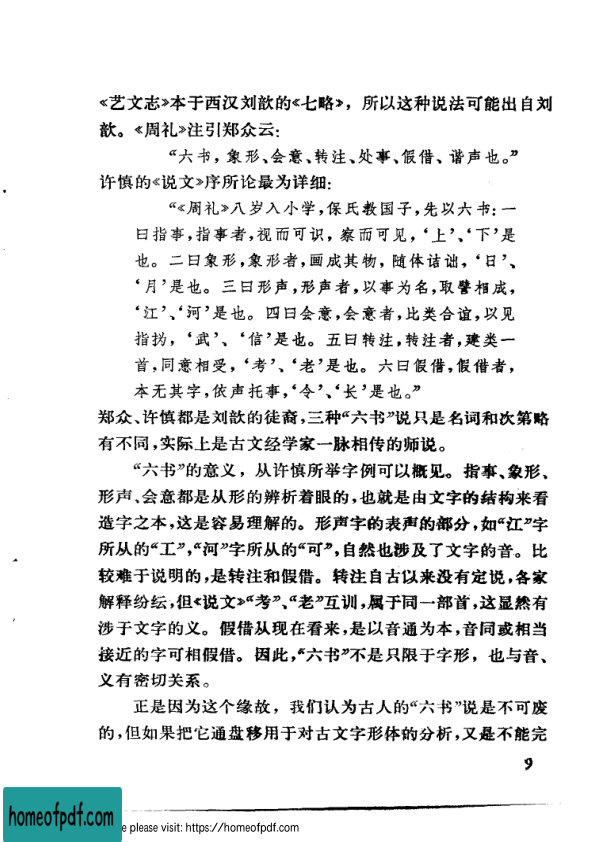 《艺文志》本于西汉刘歆的《七略》，所以这种说法可能出自刘
歆。《周礼》注引郑众云：
“六书，象形、会意、转注、处事、假借、谐声也。”
许慎的《说文》序所论最为详细：
“《周礼》八岁入小学，保氏教国子，先以六书：一
曰指事，指事者，视而可识，察而可见，‘上’、‘下’是
也。二曰象形，象形者，画成其物，随体诘诎，‘日’、
‘月’是也。三曰形声，形声者，以事为名，取譬相成，
‘江’、‘河’是也。四曰会意，会意者，比类合谊，以见
指㧑，‘武’、‘信’是也。五曰转注，转注者，建类一
首，同意相受，‘考’、‘老’是也。六曰假借，假借者，
本无其字，依声托事，‘令’、‘长’是也。”
郑众、许慎都是刘歆的徒裔，三种“六书”说只是名词和次第略
有不同，实际上是古文经学家一脉相传的师说。
“六书”的意义，从许慎所举字例可以概见。指事、象形、
形声、会意都是从形的辨析着眼的，也就是由文字的结构来看
造字之本，这是容易理解的。形声字的表声的部分，如“江”字
所从的“工”，“河”字所从的“可”，自然也涉及了文字的音。比
较难于说明的，是转注和假借。转注自古以来没有定说，各家
解释纷纭，但《说文》“考”、“老”互训，属于同一部首，这显然有
涉于文字的义。假借从现在看来，是以音通为本，音同或相当
接近的字可相假借。因此，“六书”不是只限于字形，也与音、
义有密切关系。
正是因为这个缘故，我们认为古人的“六书”说是不可废
的，但如果把它通盘移用于对古文字形体的分析，又是不能完
9
homeofpdf.com
e please visit: https://homeofpdf.com